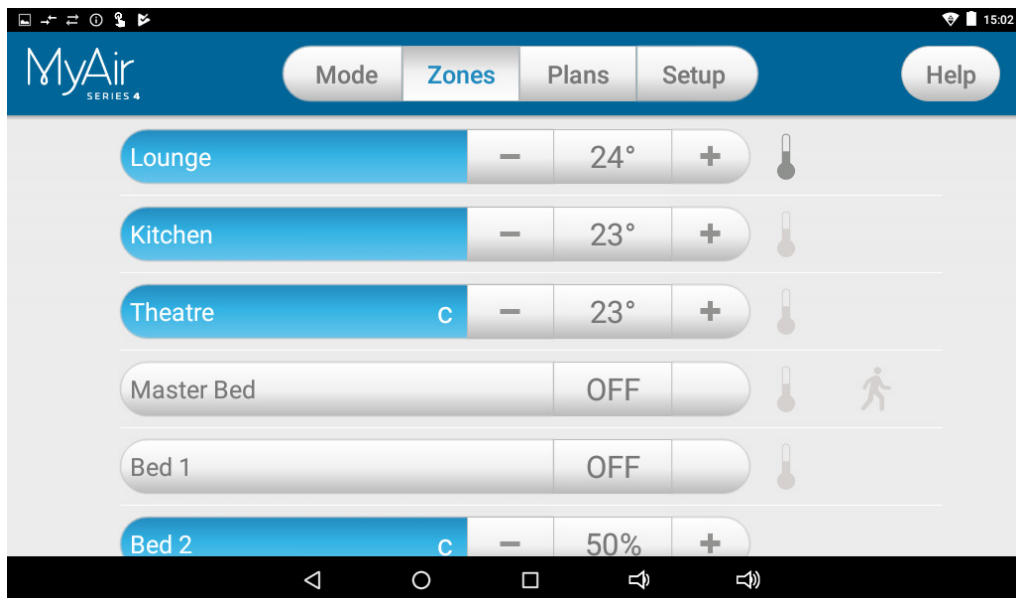 15:02
MyAir
SERIES 4
Mode Zones Plans Setup Help
Lounge − 24° +
Kitchen − 23° +
Theatre C − 23° +
Master Bed OFF
Bed 1 OFF
Bed 2 C − 50% +